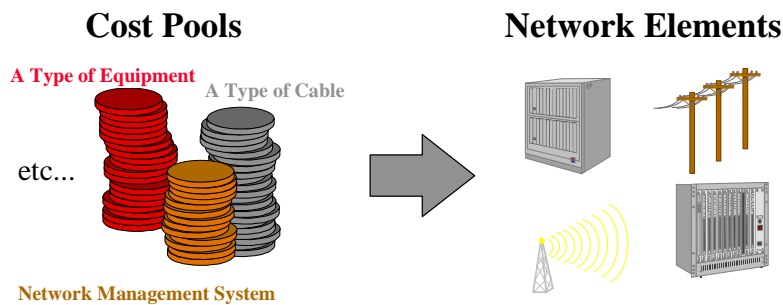 Cost Pools
Network Elements
A Type of Equipment
A Type of Cable
etc...
Network Management System